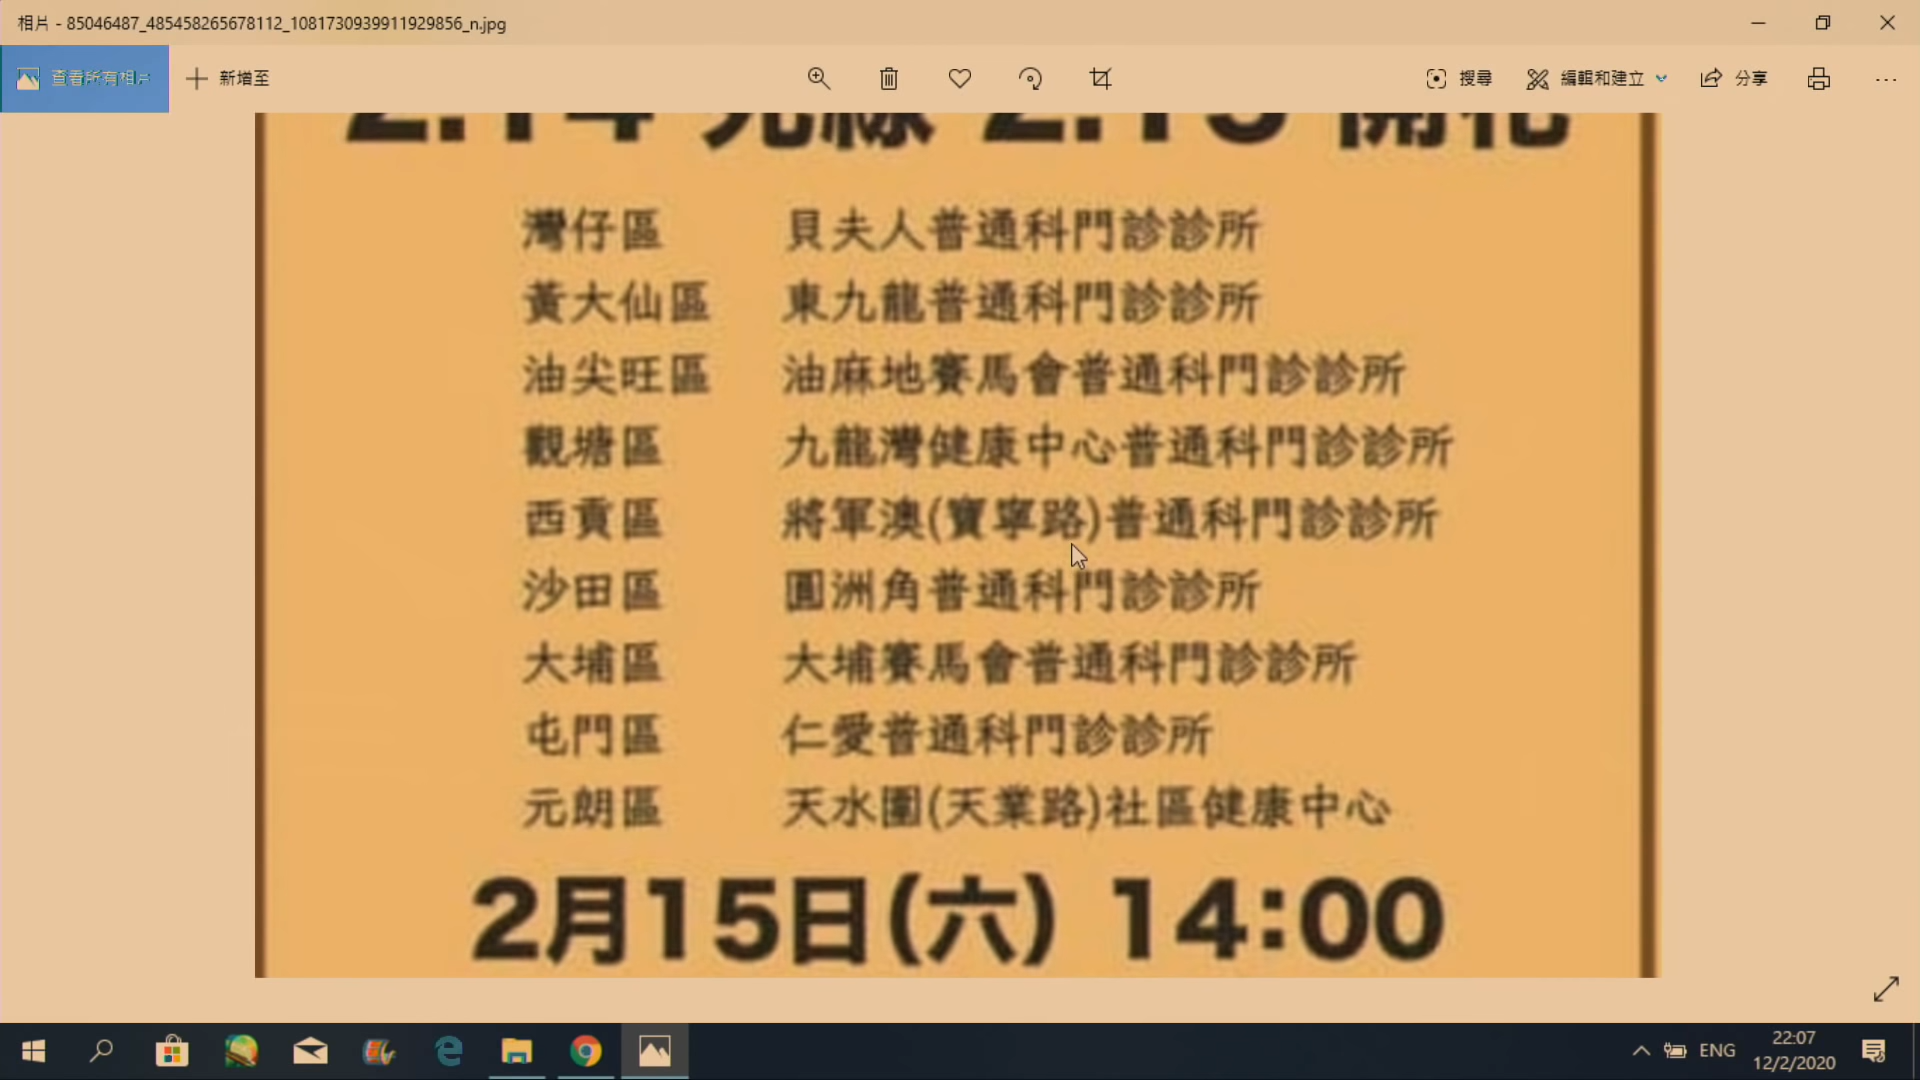 相片 - 85046487_485458265678112_1081730939911929856_n.jpg
查看所有相片
新增至
搜尋
編輯和建立
分享
2.14 光線 2.15 開花
灣仔區 貝夫人普通科門診診所
黃大仙區 東九龍普通科門診診所
油尖旺區 油麻地賽馬會普通科門診診所
觀塘區 九龍灣健康中心普通科門診診所
西貢區 將軍澳(寶寧路)普通科門診診所
沙田區 圓洲角普通科門診診所
大埔區 大埔賽馬會普通科門診診所
屯門區 仁愛普通科門診診所
元朗區 天水圍(天業路)社區健康中心
2月15日(六) 14:00
ENG
22:07
12/2/2020